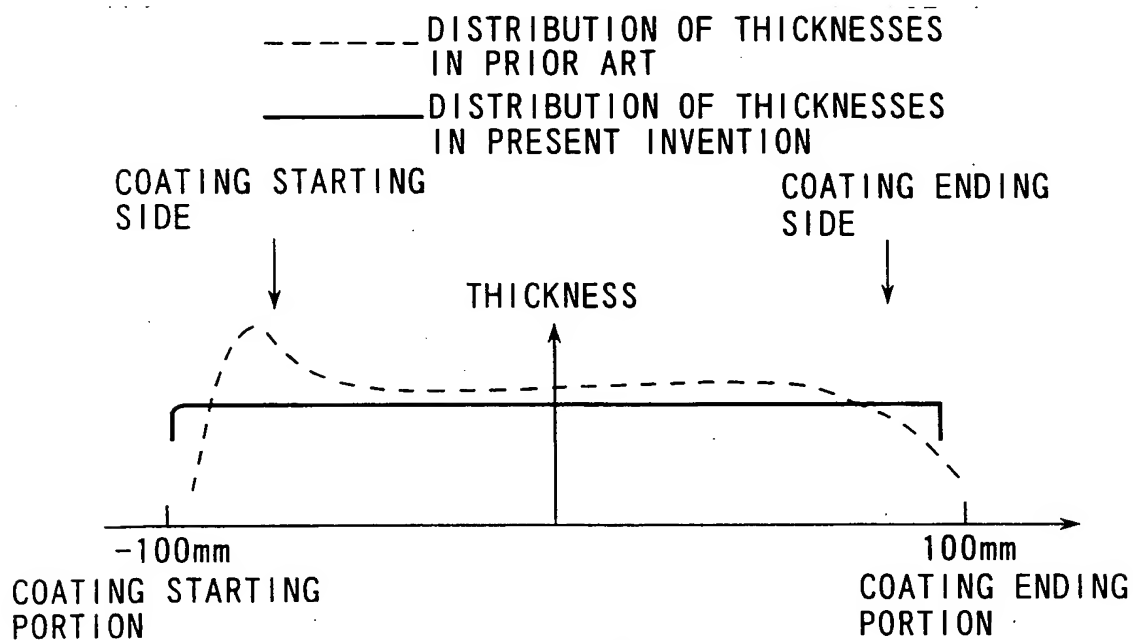 DISTRIBUTION OF THICKNESSES
IN PRIOR ART
DISTRIBUTION OF THICKNESSES
IN PRESENT INVENTION
COATING STARTING
SIDE
COATING ENDING
SIDE
THICKNESS
-100mm
100mm
COATING STARTING
PORTION
COATING ENDING
PORTION